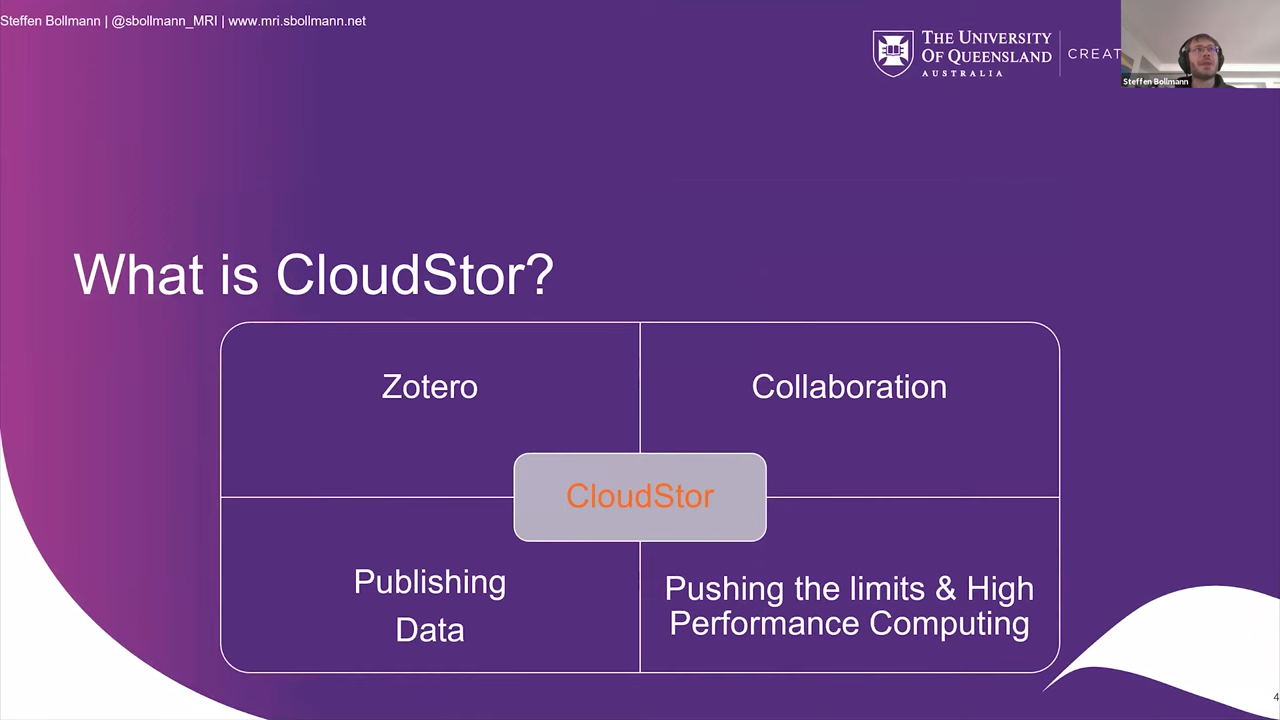 Steffen Bollmann | @sbollmann_MRI | www.mri.sbollmann.net
THE UNIVERSITY
OF QUEENSLAND
AUSTRALIA
CREAT
Steffen Bollmann
What is CloudStor?
Zotero
Collaboration
CloudStor
Publishing
Data
Pushing the limits & High
Performance Computing
4